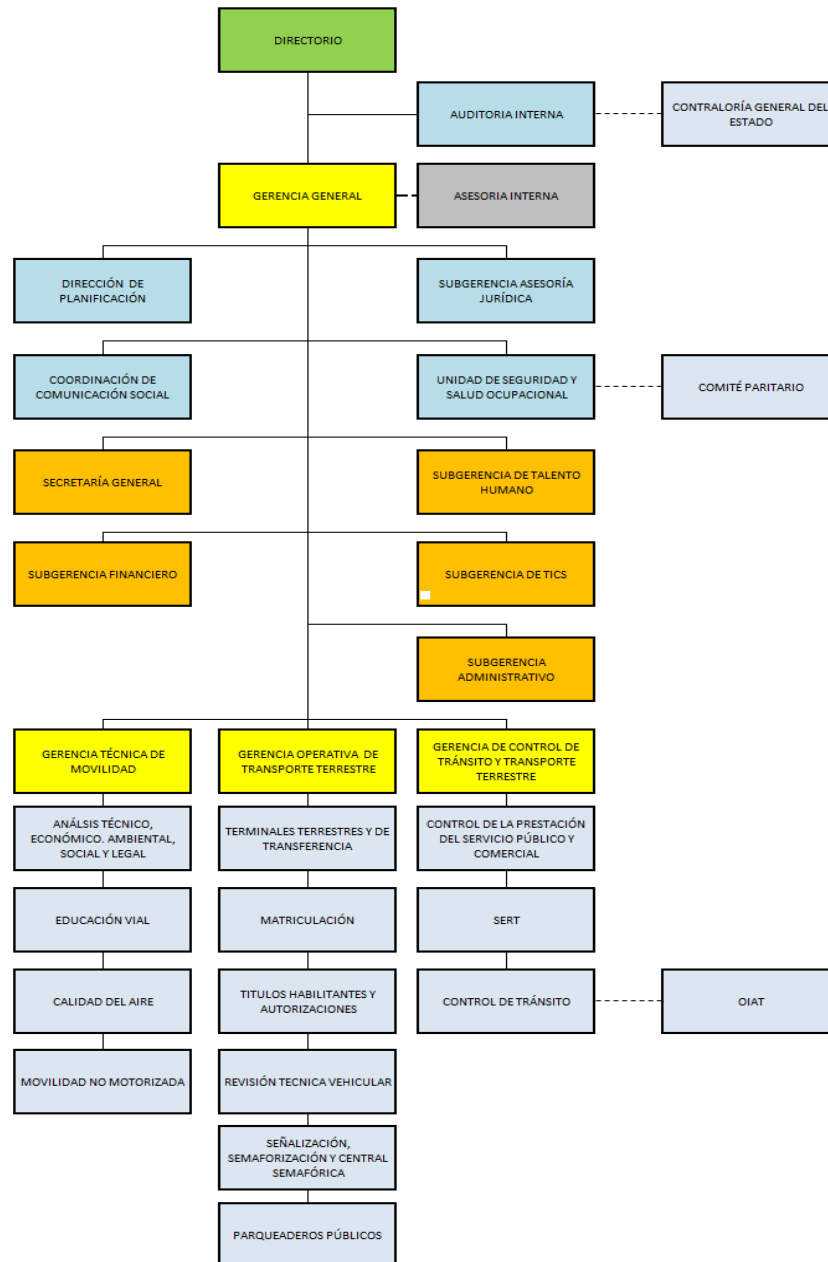 DIRECTORIO
AUDITORIA INTERNA
CONTRALORÍA GENERAL DEL
ESTADO
GERENCIA GENERAL
ASESORIA INTERNA
DIRECCIÓN DE
PLANIFICACIÓN
SUBGERENCIA ASESORÍA
JURÍDICA
COORDINACIÓN DE
COMUNICACIÓN SOCIAL
UNIDAD DE SEGURIDAD Y
SALUD OCUPACIONAL
COMITÉ PARITARIO
SECRETARÍA GENERAL
SUBGERENCIA DE TALENTO
HUMANO
SUBGERENCIA FINANCIERO
SUBGERENCIA DE TICS
SUBGERENCIA
ADMINISTRATIVO
GERENCIA TÉCNICA DE
MOVILIDAD
GERENCIA OPERATIVA DE
TRANSPORTE TERRESTRE
GERENCIA DE CONTROL DE
TRÁNSITO Y TRANSPORTE
TERRESTRE
ANÁLSIS TÉCNICO,
ECONÓMICO. AMBIENTAL,
SOCIAL Y LEGAL
TERMINALES TERRESTRES Y DE
TRANSFERENCIA
CONTROL DE LA PRESTACIÓN
DEL SERVICIO PÚBLICO Y
COMERCIAL
EDUCACIÓN VIAL
MATRICULACIÓN
SERT
CALIDAD DEL AIRE
TITULOS HABILITANTES Y
AUTORIZACIONES
CONTROL DE TRÁNSITO
OIAT
MOVILIDAD NO MOTORIZADA
REVISIÓN TECNICA VEHICULAR
SEÑALIZACIÓN,
SEMAFORIZACIÓN Y CENTRAL
SEMAFÓRICA
PARQUEADEROS PÚBLICOS